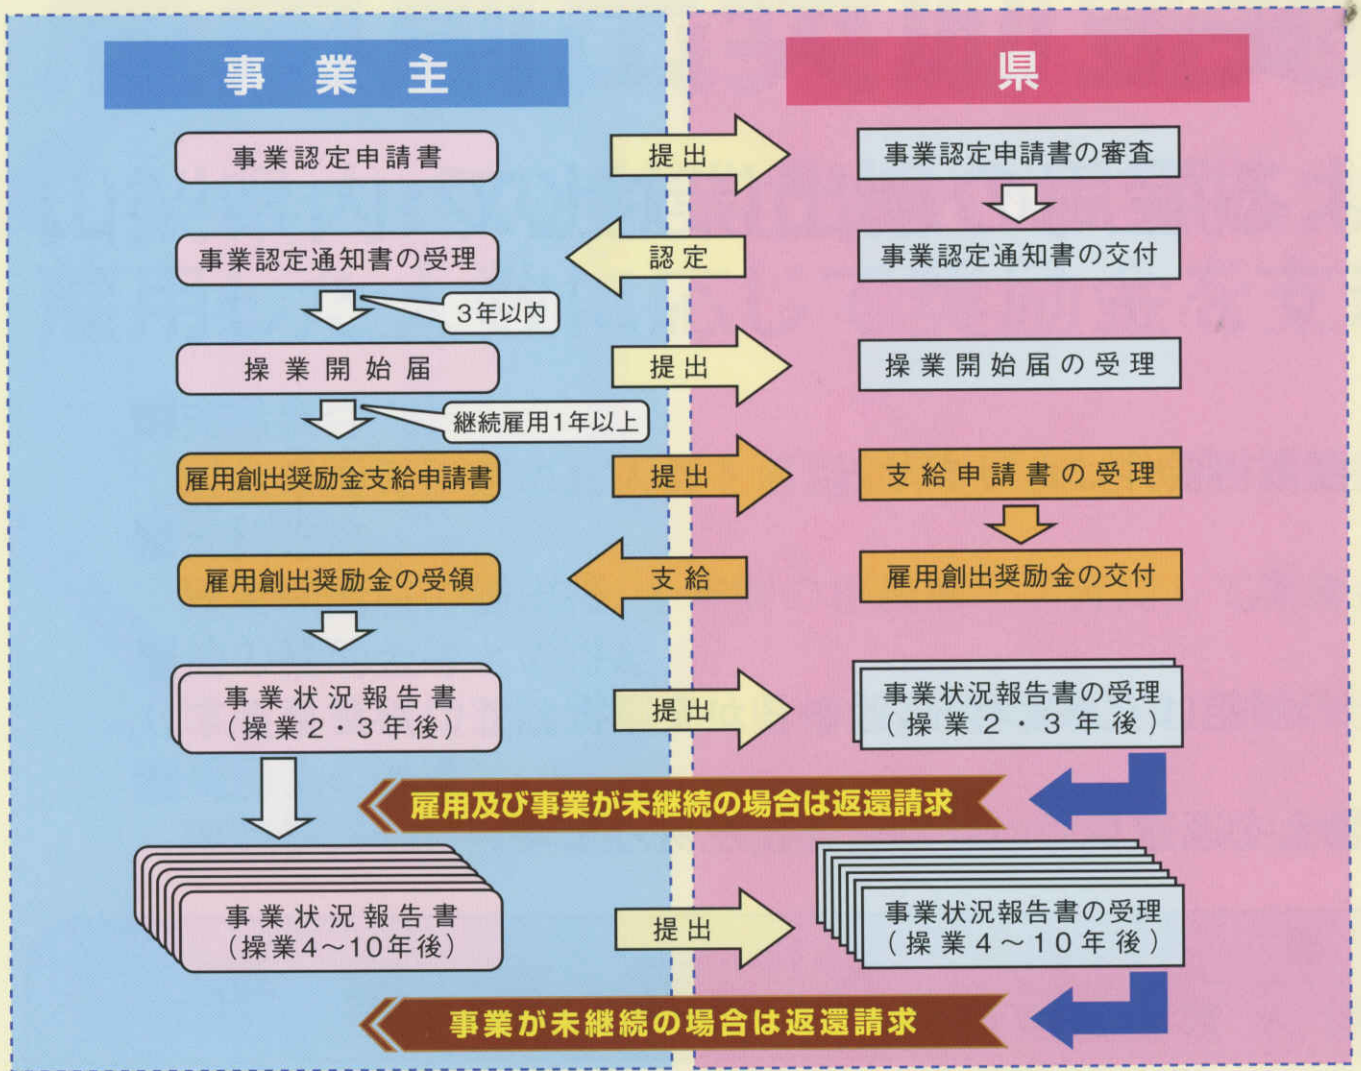 事業主
県
事業認定申請書
提出
事業認定申請書の審査
事業認定通知書の受理
認定
事業認定通知書の交付
3年以内
操業開始届
提出
操業開始届の受理
継続雇用1年以上
雇用創出奨励金支給申請書
提出
支給申請書の受理
雇用創出奨励金の受領
支給
雇用創出奨励金の交付
事業状況報告書
(操業2・3年後)
提出
事業状況報告書の受理
(操業2・3年後)
雇用及び事業が未継続の場合は返還請求
事業状況報告書
(操業4～10年後)
提出
事業状況報告書の受理
(操業4～10年後)
事業が未継続の場合は返還請求